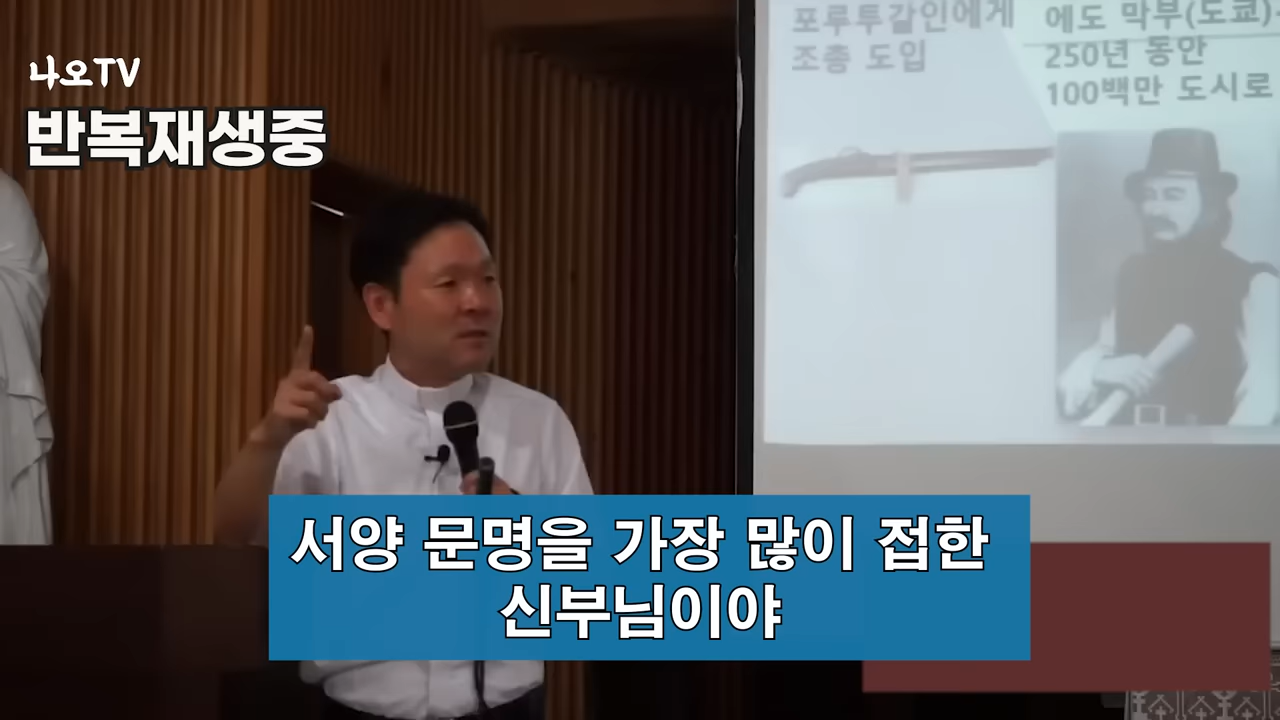 나오TV
반복재생중
포루투갈인에게
조총 도입
에도 막부(도쿄)
250년 동안
100백만 도시로
서양 문명을 가장 많이 접한
신부님이야